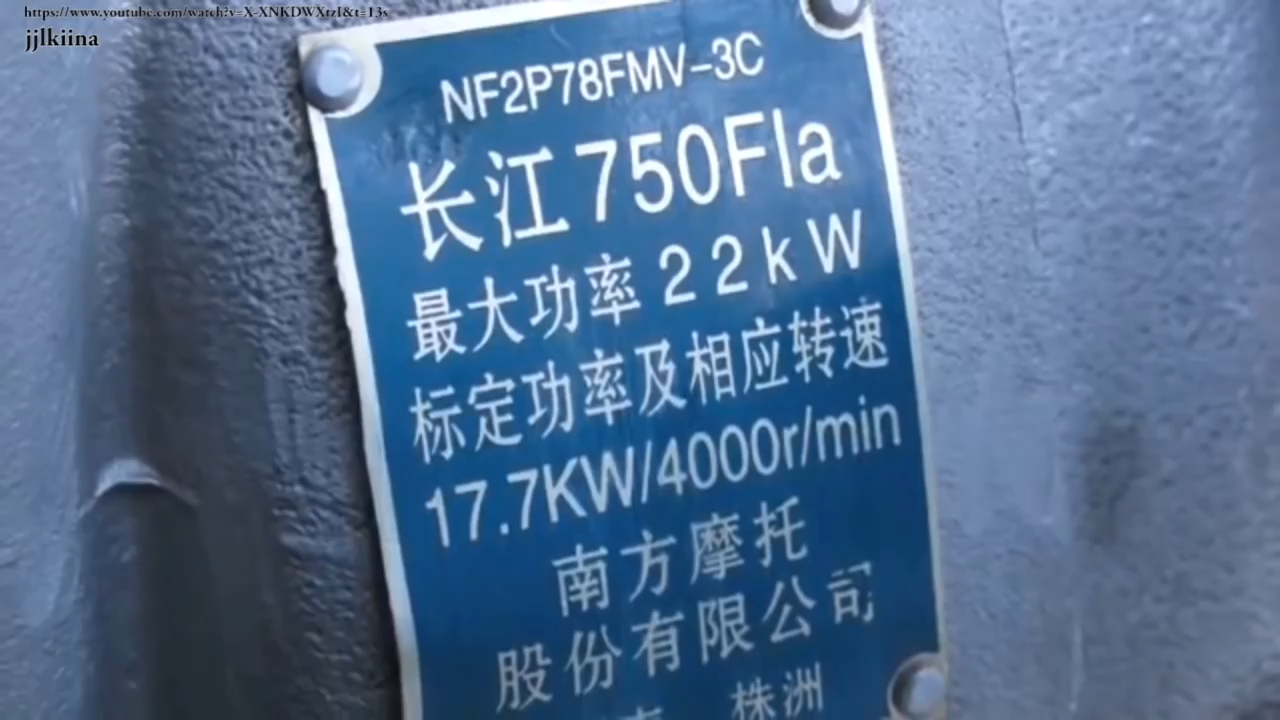 https://www.youtube.com/watch?v=X-XNKDWXtzI&t=13s
jjlkiina
NF2P78FMV-3C
长江750Fla
最大功率22kW
标定功率及相应转速
17.7KW/4000r/min
南方摩托
股份有限公司
株洲